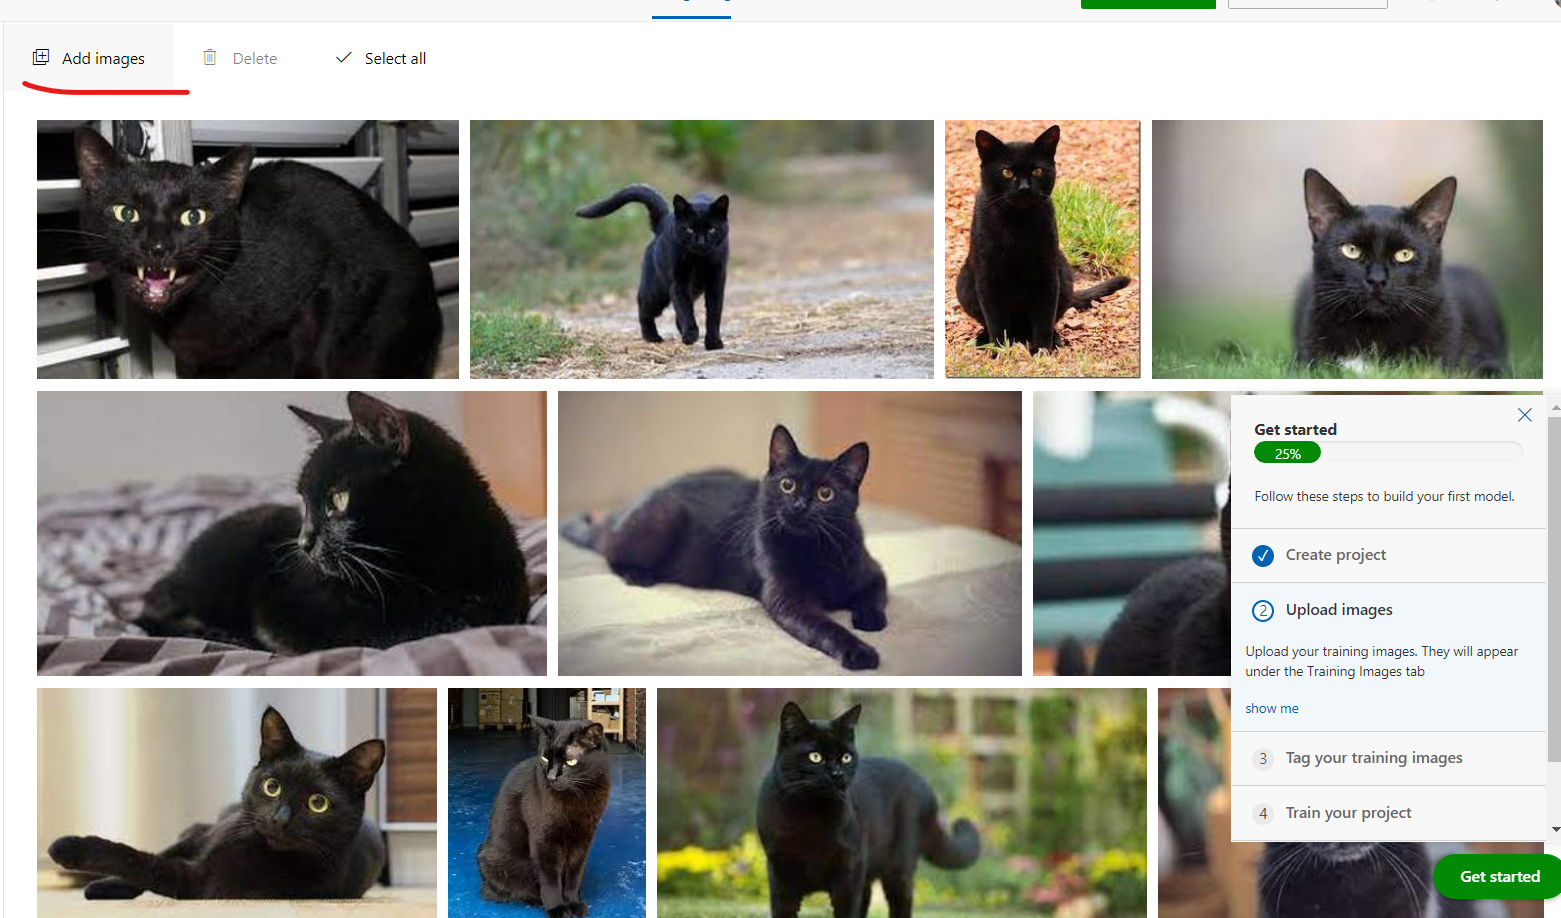 Add images
Delete
Select all
Get started
25%
Follow these steps to build your first model.
Create project
2
Upload images
Upload your training images. They will appear
under the Training Images tab
show me
3
Tag your training images
4
Train your project
Get started